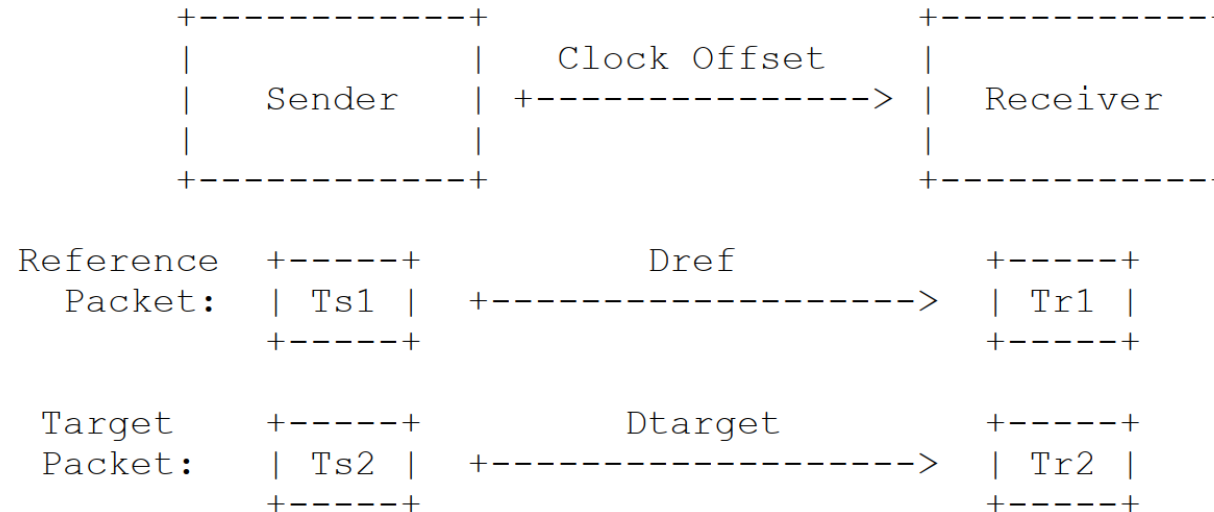 +------------+                            +------------
|            |   Clock Offset    |
|   Sender   | +---------------> |   Receiver
|            |                   |
+------------+                            +------------
Reference  +-----+          Dref           +-----+
Packet:  | Ts1 |  +------------------->  | Tr1 |
+-----+                         +-----+
Target    +-----+         Dtarget         +-----+
Packet:   | Ts2 |  +------------------->  | Tr2 |
+-----+                         +-----+